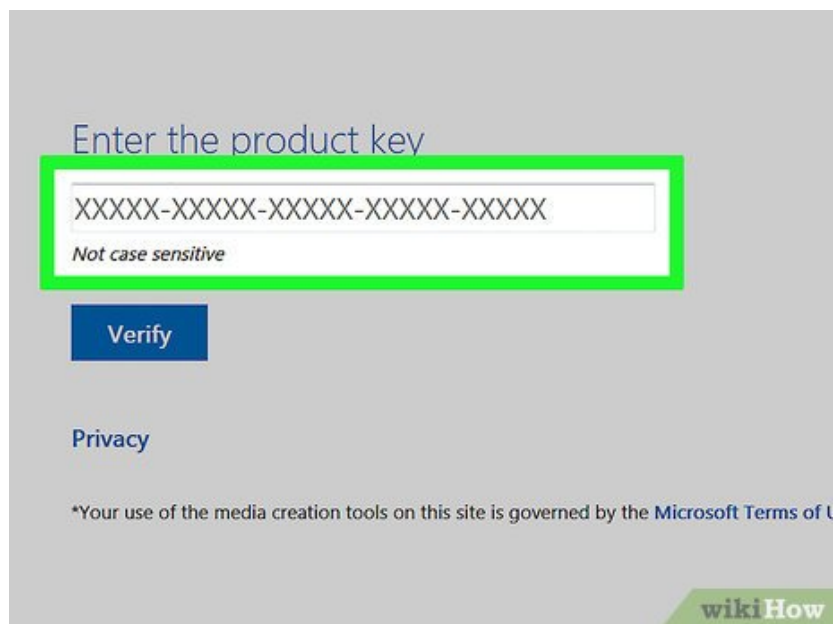 Enter the product key
XXXXX-XXXXX-XXXXX-XXXXX-XXXXX
Not case sensitive
Verify
Privacy
*Your use of the media creation tools on this site is governed by the Microsoft Terms of
wikiHow